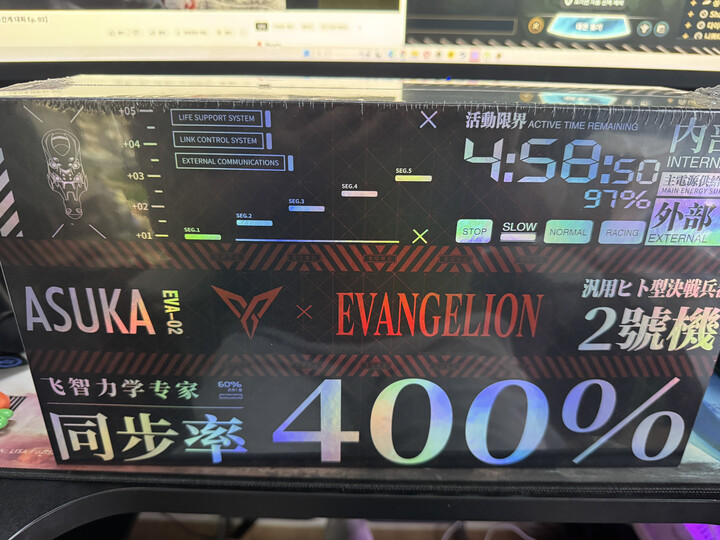 +05
+04
+03
+02
+01
LIFE SUPPORT SYSTEM
LINK CONTROL SYSTEM
EXTERNAL COMMUNICATIONS
SEG.1
SEG.2
SEG.3
SEG.4
SEG.5
活動限界 ACTIVE TIME REMAINING
4:58:50
97%
STOP
SLOW
NORMAL
RACING
内部
INTERN
主電源供給
MAIN ENERGY SUP
外部
EXTERNAL
ASUKA
EVA-02
×
EVANGELION
汎用ヒト型決戦兵
2號機
飞智力学专家
60%
同步率
400%